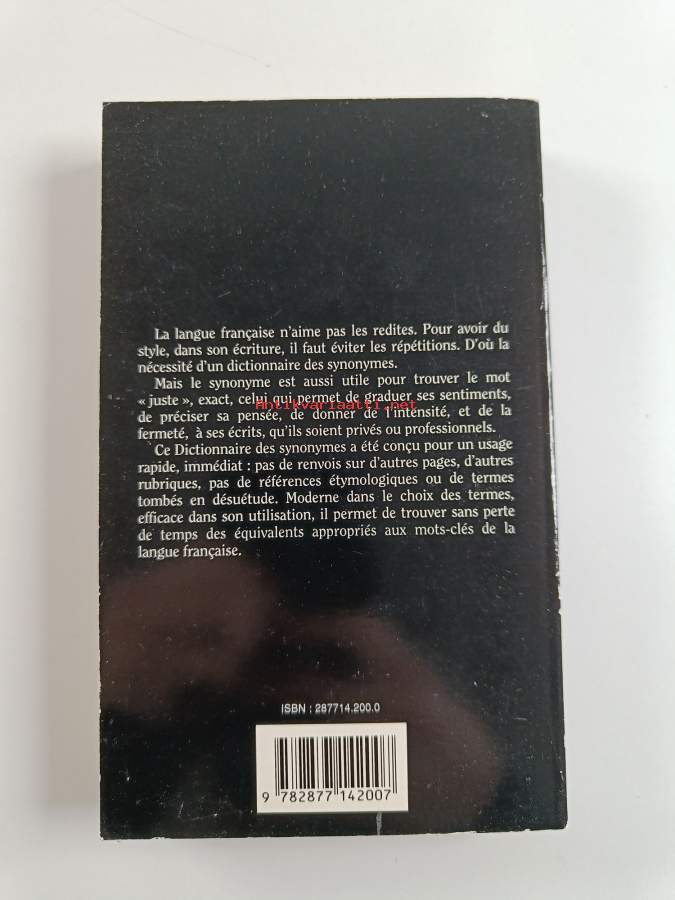 La langue française n'aime pas les redites. Pour avoir du
style, dans son écriture, il faut éviter les répétitions. D'où la
nécessité d'un dictionnaire des synonymes.
Mais le synonyme est aussi utile pour trouver le mot
« juste », exact, celui qui permet de graduer ses sentiments,
Antikvariaatti.net
de préciser sa pensée, de donner de l'intensité, et de la
fermeté, à ses écrits, qu'ils soient privés ou professionnels.
Ce Dictionnaire des synonymes a été conçu pour un usage
rapide, immédiat : pas de renvois sur d'autres pages, d'autres
rubriques, pas de références étymologiques ou de termes
tombés en désuétude. Moderne dans le choix des termes,
efficace dans son utilisation, il permet de trouver sans perte
de temps des équivalents appropriés aux mots-clés de la
langue française.
ISBN : 287714.200.0
9 782877 142007